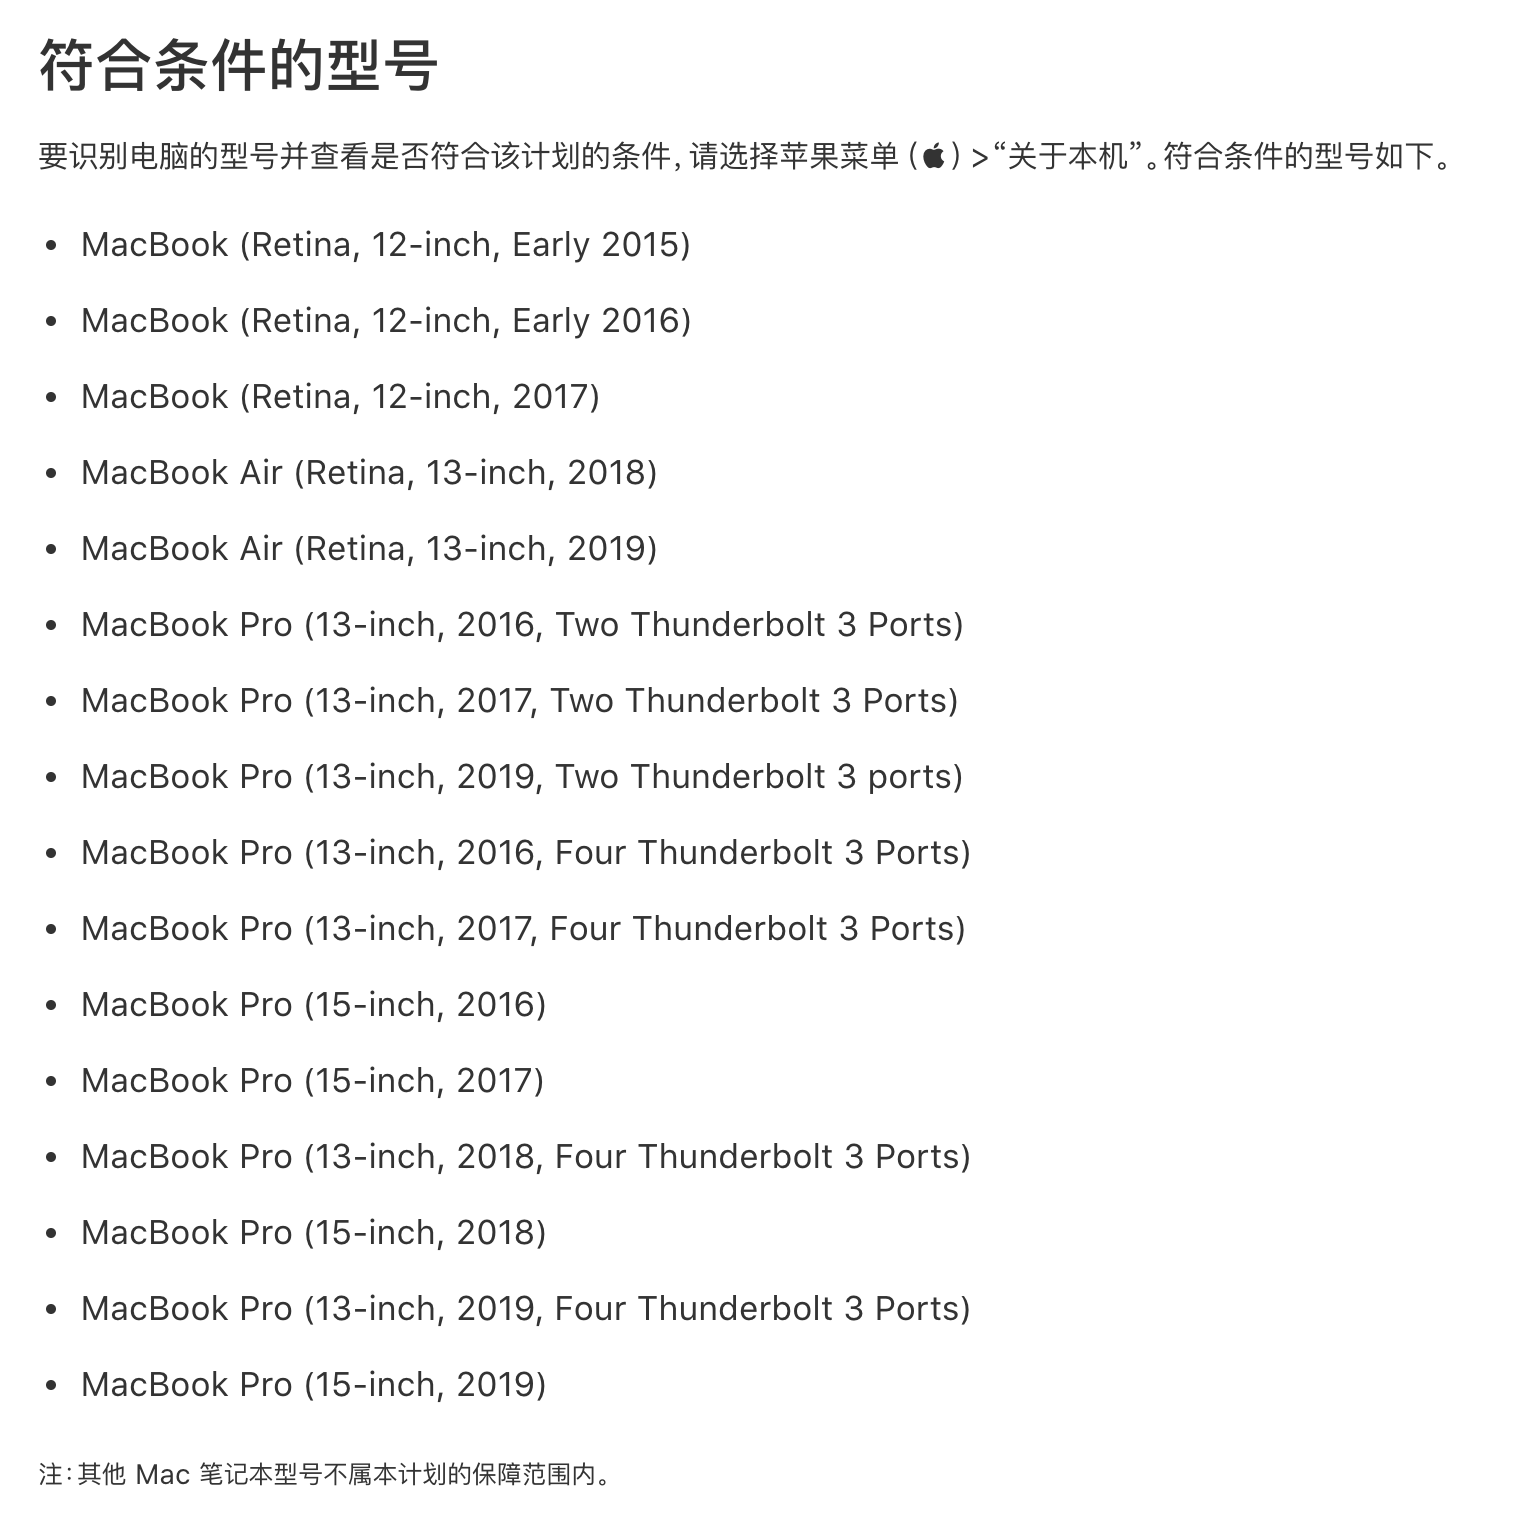 符合条件的型号
要识别电脑的型号并查看是否符合该计划的条件，请选择苹果菜单 () >“关于本机”。符合条件的型号如下。
• MacBook (Retina, 12-inch, Early 2015)
• MacBook (Retina, 12-inch, Early 2016)
• MacBook (Retina, 12-inch, 2017)
• MacBook Air (Retina, 13-inch, 2018)
• MacBook Air (Retina, 13-inch, 2019)
• MacBook Pro (13-inch, 2016, Two Thunderbolt 3 Ports)
• MacBook Pro (13-inch, 2017, Two Thunderbolt 3 Ports)
• MacBook Pro (13-inch, 2019, Two Thunderbolt 3 ports)
• MacBook Pro (13-inch, 2016, Four Thunderbolt 3 Ports)
• MacBook Pro (13-inch, 2017, Four Thunderbolt 3 Ports)
• MacBook Pro (15-inch, 2016)
• MacBook Pro (15-inch, 2017)
• MacBook Pro (13-inch, 2018, Four Thunderbolt 3 Ports)
• MacBook Pro (15-inch, 2018)
• MacBook Pro (13-inch, 2019, Four Thunderbolt 3 Ports)
• MacBook Pro (15-inch, 2019)
注：其他 Mac 笔记本型号不属本计划的保障范围内。